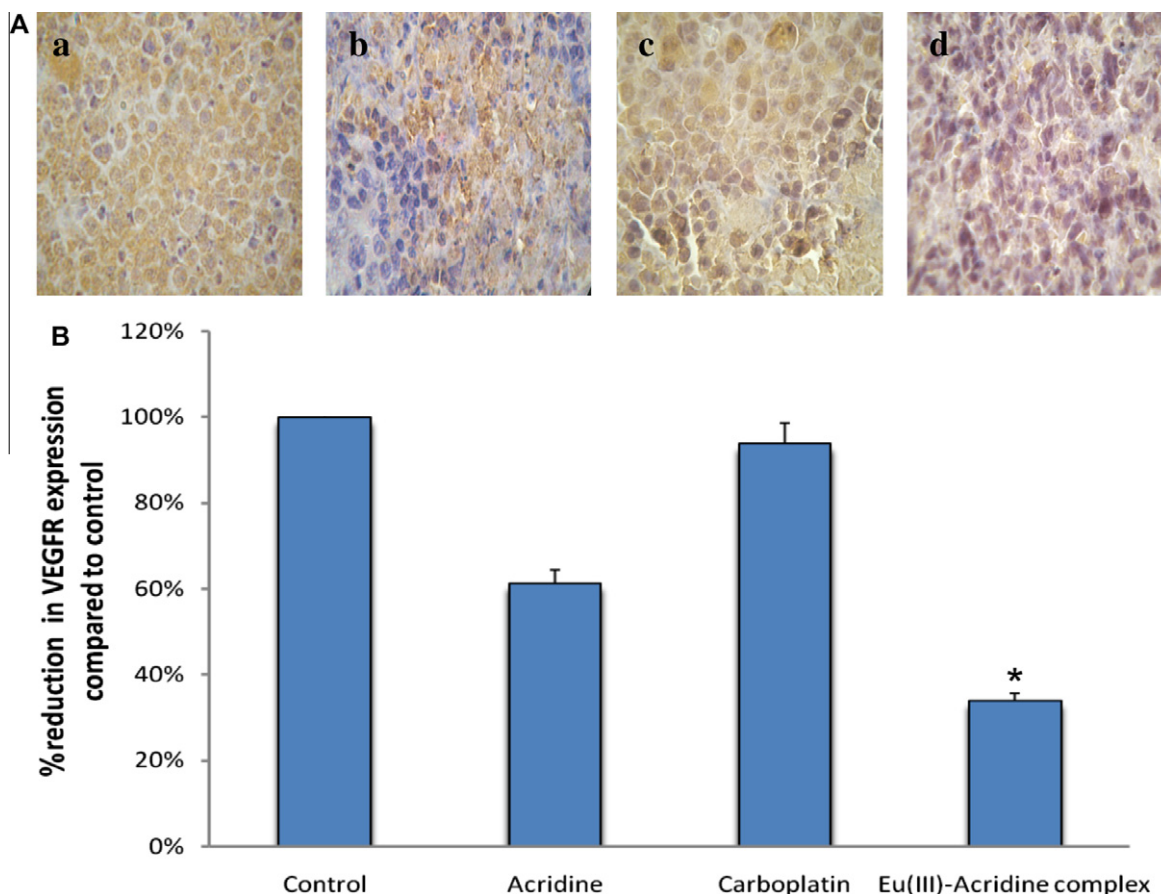 A
a
b
c
d
B
%reduction in VEGFR expression
compared to control
120%
100%
80%
60%
40%
20%
0%
*
Control
Acridine
Carboplatin
Eu(III)-Acridine complex